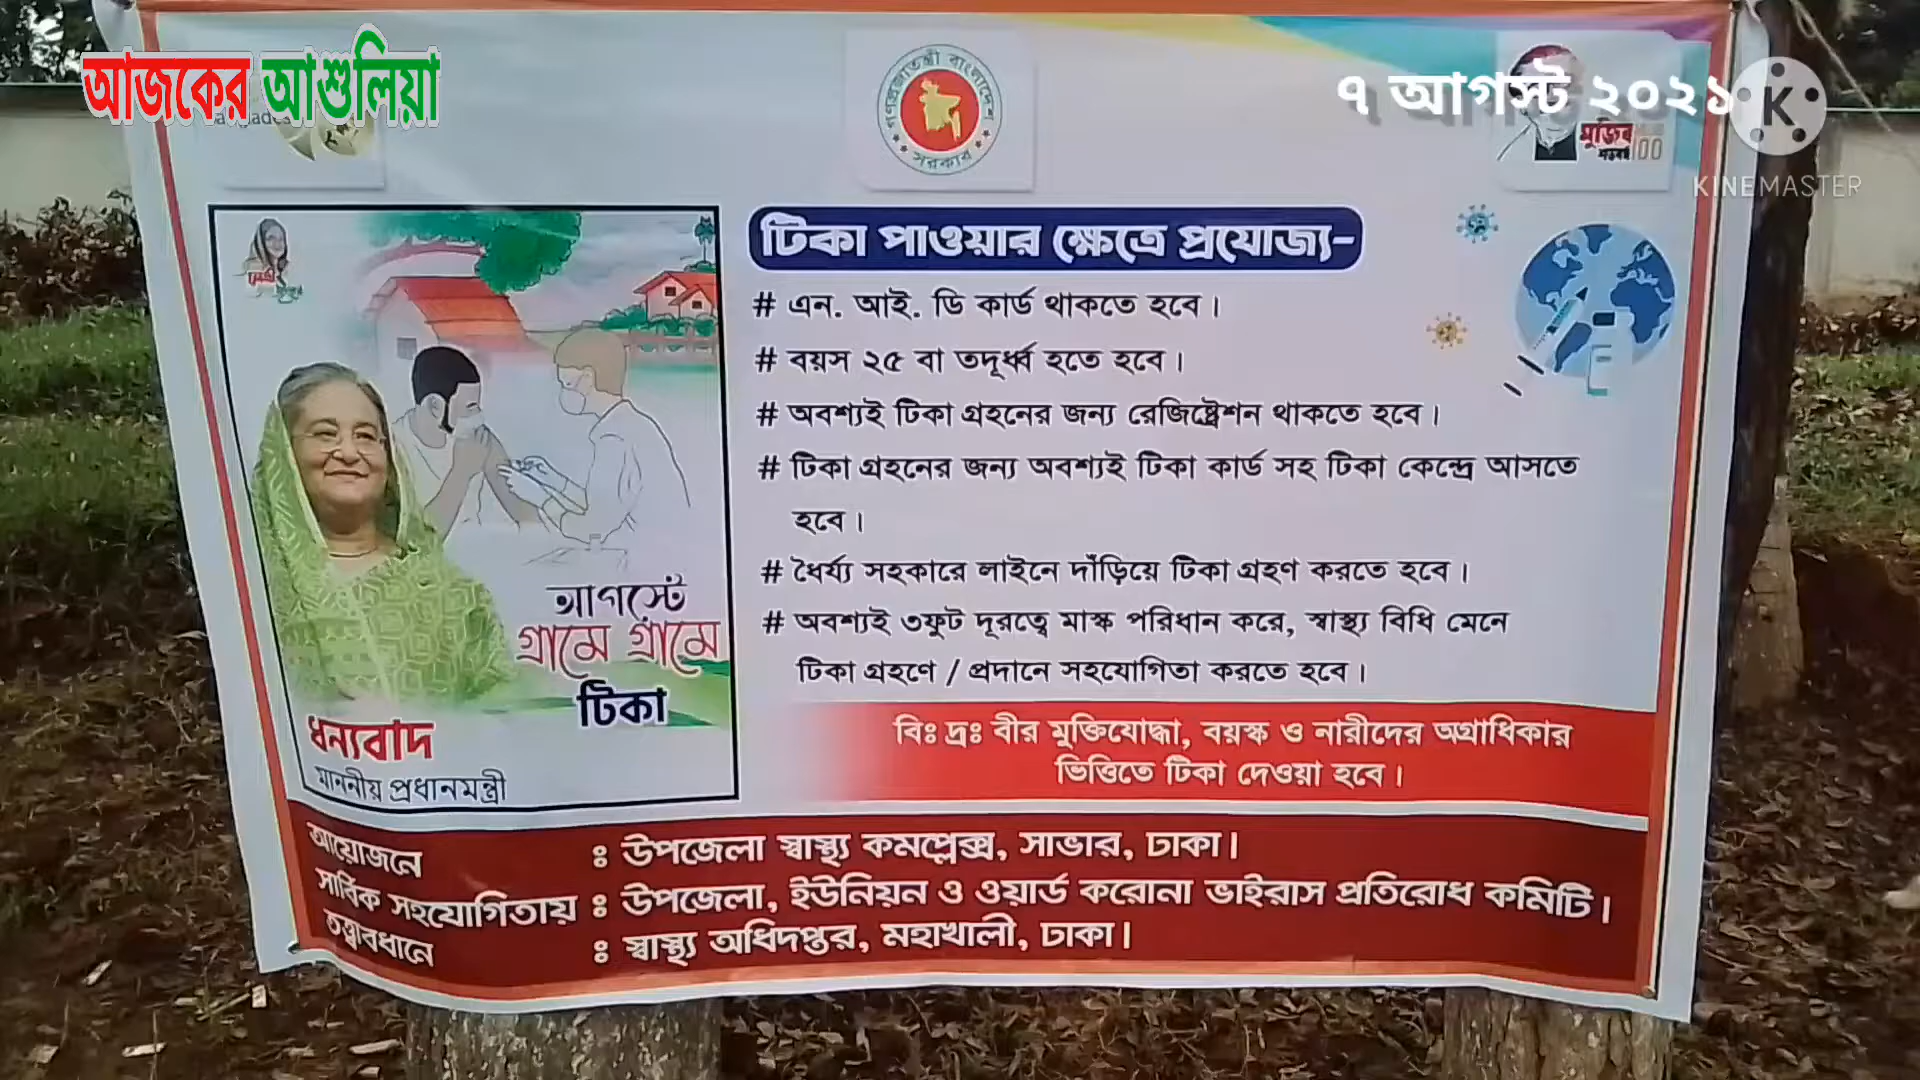 আজকের আশুলিয়া
৭ আগস্ট ২০২১
KINEMASTER
গণপ্রজাতন্ত্রী বাংলাদেশ
সরকার
মুজিব
100
টিকা পাওয়ার ক্ষেত্রে প্রযোজ্য-
# এন. আই. ডি কার্ড থাকতে হবে।
# বয়স ২৫ বা তদূর্ধ্ব হতে হবে।
# অবশ্যই টিকা গ্রহনের জন্য রেজিষ্ট্রেশন থাকতে হবে।
# টিকা গ্রহনের জন্য অবশ্যই টিকা কার্ড সহ টিকা কেন্দ্রে আসতে
হবে।
# ধৈর্য্য সহকারে লাইনে দাঁড়িয়ে টিকা গ্রহণ করতে হবে।
# অবশ্যই ৩ফুট দূরত্বে মাস্ক পরিধান করে, স্বাস্থ্য বিধি মেনে
টিকা গ্রহণে / প্রদানে সহযোগিতা করতে হবে।
আগস্টে
গ্রামে গ্রামে
টিকা
ধন্যবাদ
মাননীয় প্রধানমন্ত্রী
বিঃ দ্রঃ বীর মুক্তিযোদ্ধা, বয়স্ক ও নারীদের অগ্রাধিকার
ভিত্তিতে টিকা দেওয়া হবে।
আয়োজনে : উপজেলা স্বাস্থ্য কমপ্লেক্স, সাভার, ঢাকা।
সার্বিক সহযোগিতায় : উপজেলা, ইউনিয়ন ও ওয়ার্ড করোনা ভাইরাস প্রতিরোধ কমিটি।
তত্ত্বাবধানে : স্বাস্থ্য অধিদপ্তর, মহাখালী, ঢাকা।